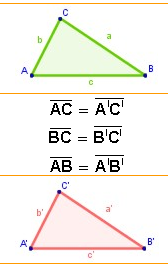 C
b
a
A
B
c
AC = A'C'
BC = B'C'
AB = A'B'
C'
b'
a'
A'
B'
c'